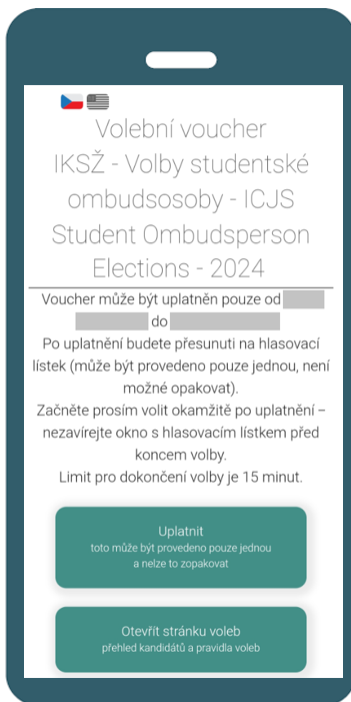 Volební voucher
IKSŽ - Volby studentské
ombudsosoby - ICJS
Student Ombudsperson
Elections - 2024
Voucher může být uplatněn pouze od
do
Po uplatnění budete přesunuti na hlasovací
lístek (může být provedeno pouze jednou, není
možné opakovat).
Začněte prosím volit okamžitě po uplatnění –
nezavírejte okno s hlasovacím lístkem před
koncem volby.
Limit pro dokončení volby je 15 minut.
Uplatnit
toto může být provedeno pouze jednou
a nelze to zopakovat
Otevřít stránku voleb
přehled kandidátů a pravidla voleb